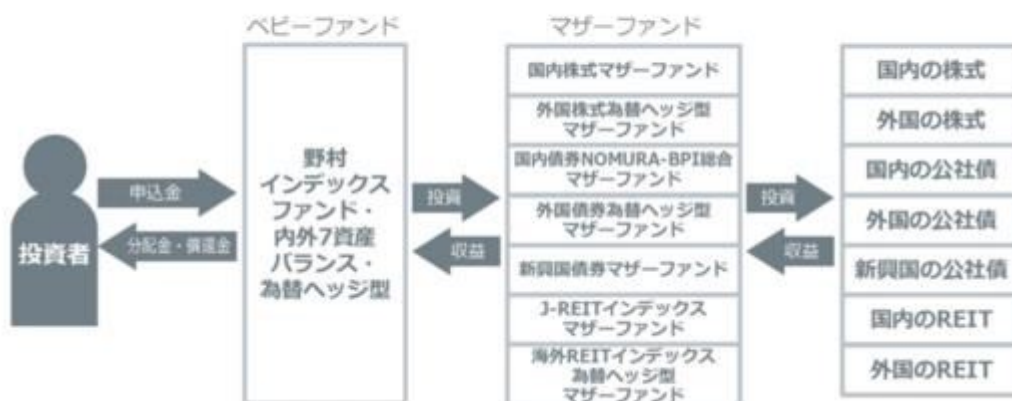 ベビーファンド
マザーファンド
投資者
申込金
分配金・償還金
野村
インデックス
ファンド・
内外7資産
バランス・
為替ヘッジ型
投資
収益
国内株式マザーファンド
外国株式為替ヘッジ型
マザーファンド
国内債券NOMURA-BPI総合
マザーファンド
外国債券為替ヘッジ型
マザーファンド
新興国債券マザーファンド
J-REITインデックス
マザーファンド
海外REITインデックス
為替ヘッジ型
マザーファンド
投資
収益
国内の株式
外国の株式
国内の公社債
外国の公社債
新興国の公社債
国内のREIT
外国のREIT